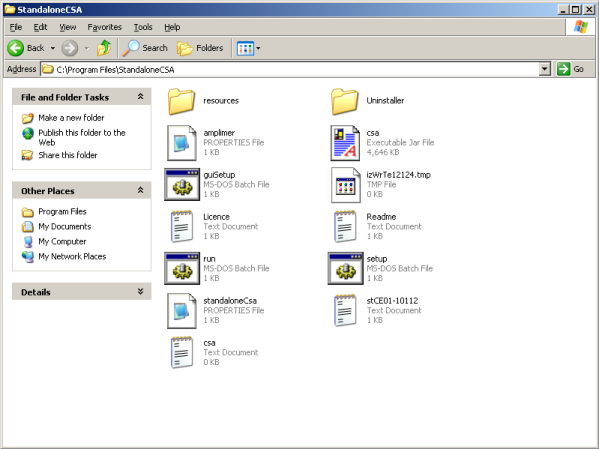 StandaloneCSA
File Edit View Favorites Tools Help
Back Search Folders
Address C:\Program Files\StandaloneCSA Go
File and Folder Tasks
Make a new folder
Publish this folder to the
Web
Share this folder
Other Places
Program Files
My Documents
My Computer
My Network Places
Details
resources
Uninstaller
amplimer
PROPERTIES File
1 KB
csa
Executable Jar File
4,646 KB
guiSetup
MS-DOS Batch File
1 KB
izWrTe12124.tmp
TMP File
0 KB
Licence
Text Document
1 KB
Readme
Text Document
1 KB
run
MS-DOS Batch File
1 KB
setup
MS-DOS Batch File
1 KB
standaloneCsa
PROPERTIES File
1 KB
stCE01-10112
Text Document
1 KB
csa
Text Document
0 KB